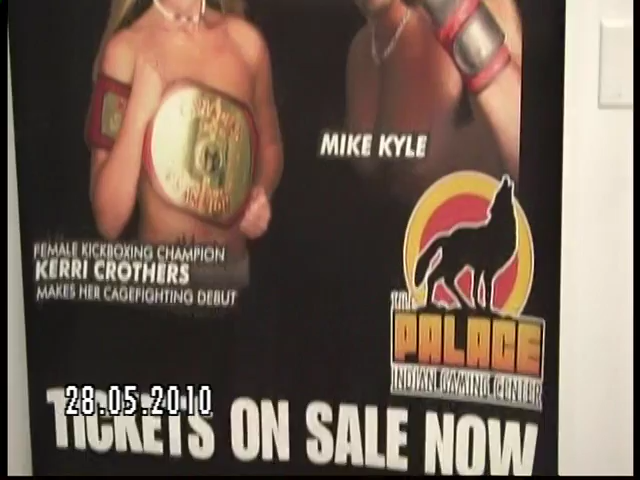 MIKE KYLE
FEMALE KICKBOXING CHAMPION
KERRI CROTHERS
MAKES HER CAGEFIGHTING DEBUT
THE
PALACE
INDIAN GAMING CENTER
28.05.2010
TICKETS ON SALE NOW